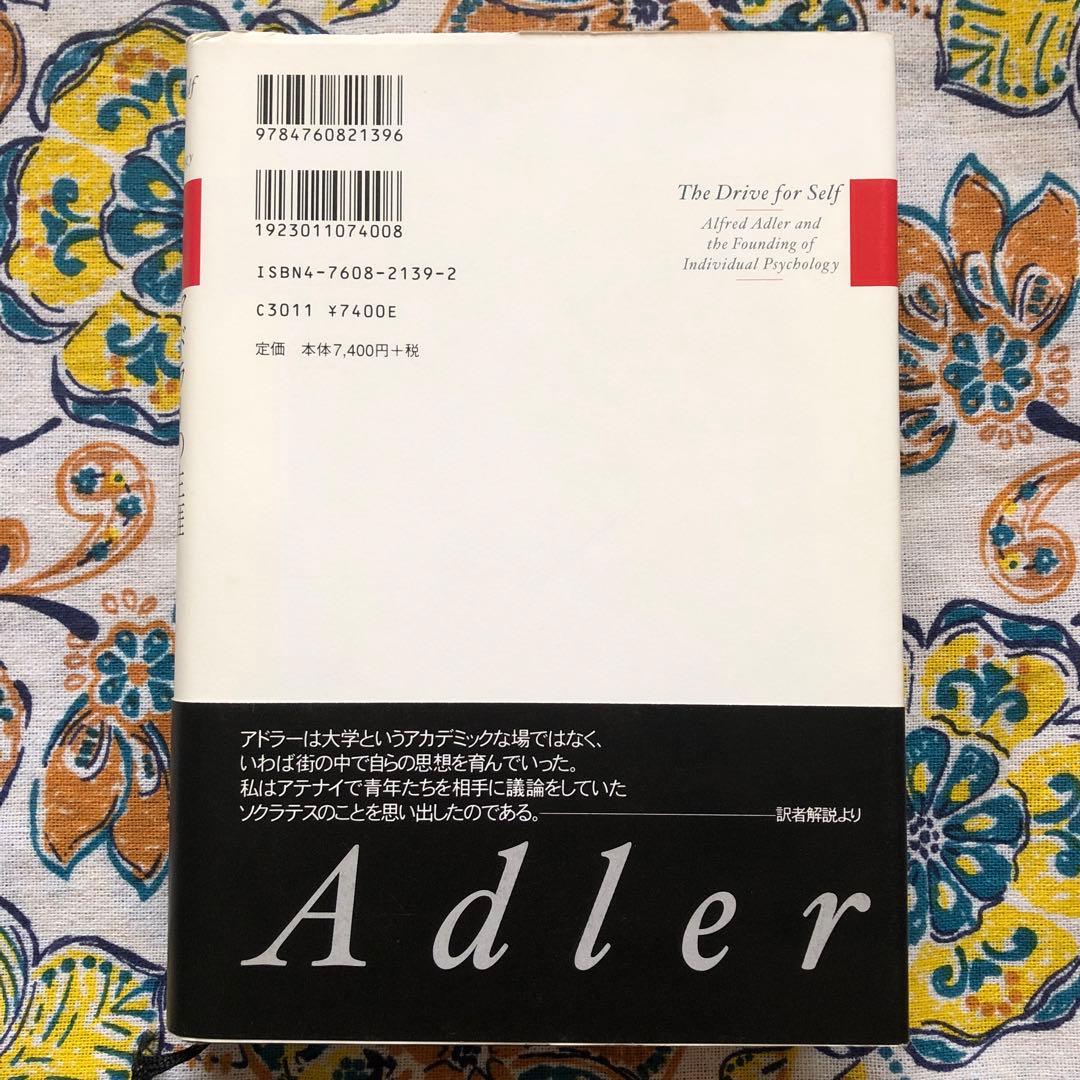 9784760821396
1923011074008
ISBN4-7608-2139-2
C3011 ¥7400E
定価 本体7,400円+税
The Drive for Self
Alfred Adler and
the Founding of
Individual Psychology
アドラーは大学というアカデミックな場ではなく、
いわば街の中で自らの思想を育んでいった。
私はアテナイで青年たちを相手に議論をしていた
ソクラテスのことを思い出したのである。
訳者解説より
Adler